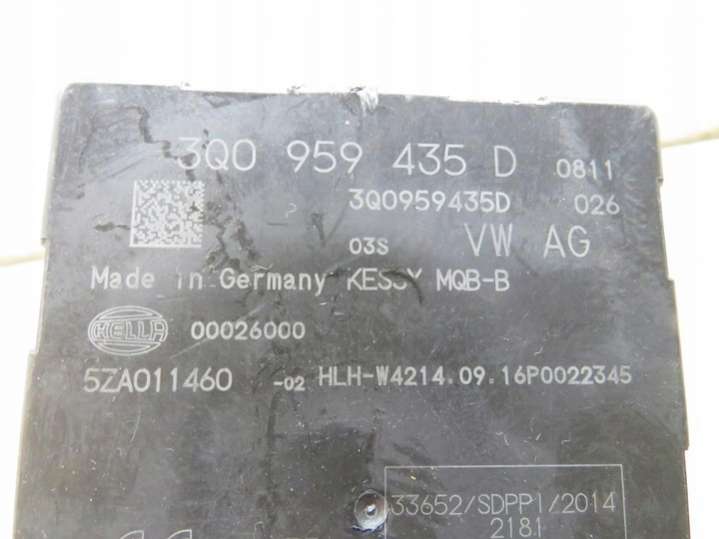 3Q0 959 435 D 0811
3Q0959435D 026
03S VW AG
Made in Germany KESSY MQB-B
HELLA 00026000
5ZA011460 -02 HLH-W4214.09.16P0022345
33652/SDPPI/2014
2181